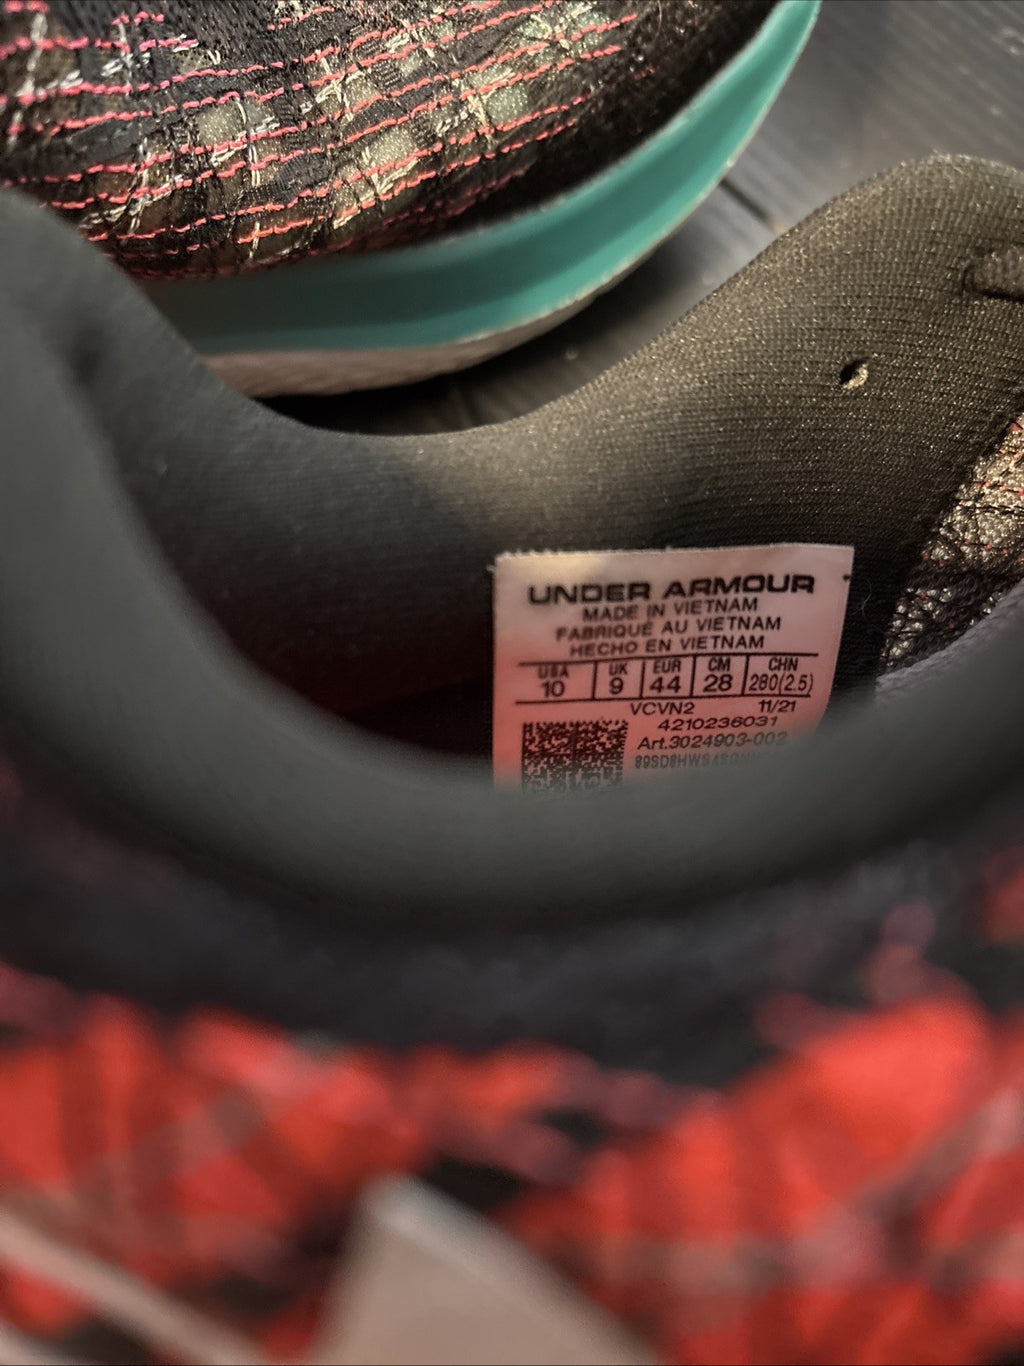 UNDER ARMOUR
MADE IN VIETNAM
FABRIQUÉ AU VIETNAM
HECHO EN VIETNAM
USA UK EUR CM CHN
10 9 44 28 280(2.5)
VCVN2 11/21
4210236031
Art.3024903-002